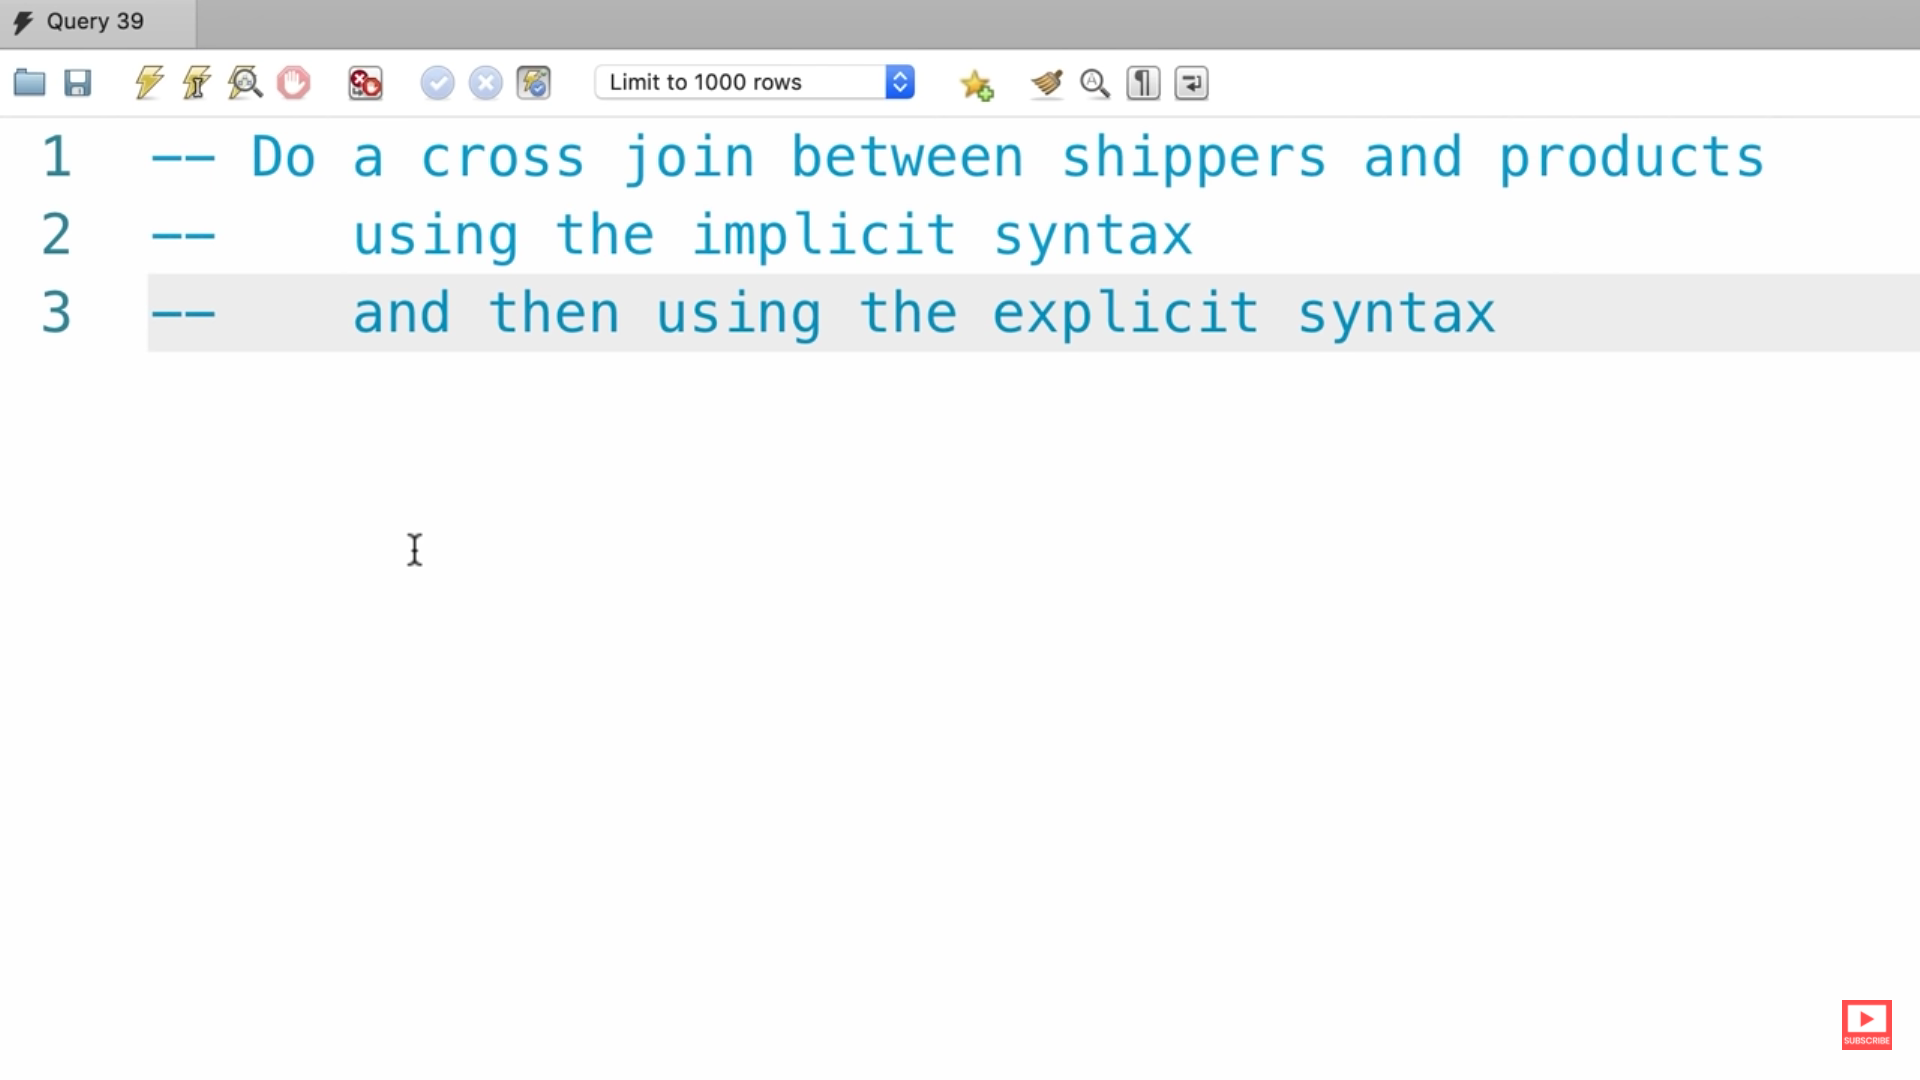 Query 39
Limit to 1000 rows
1 -- Do a cross join between shippers and products
2 --   using the implicit syntax
3 --   and then using the explicit syntax
SUBSCRIBE